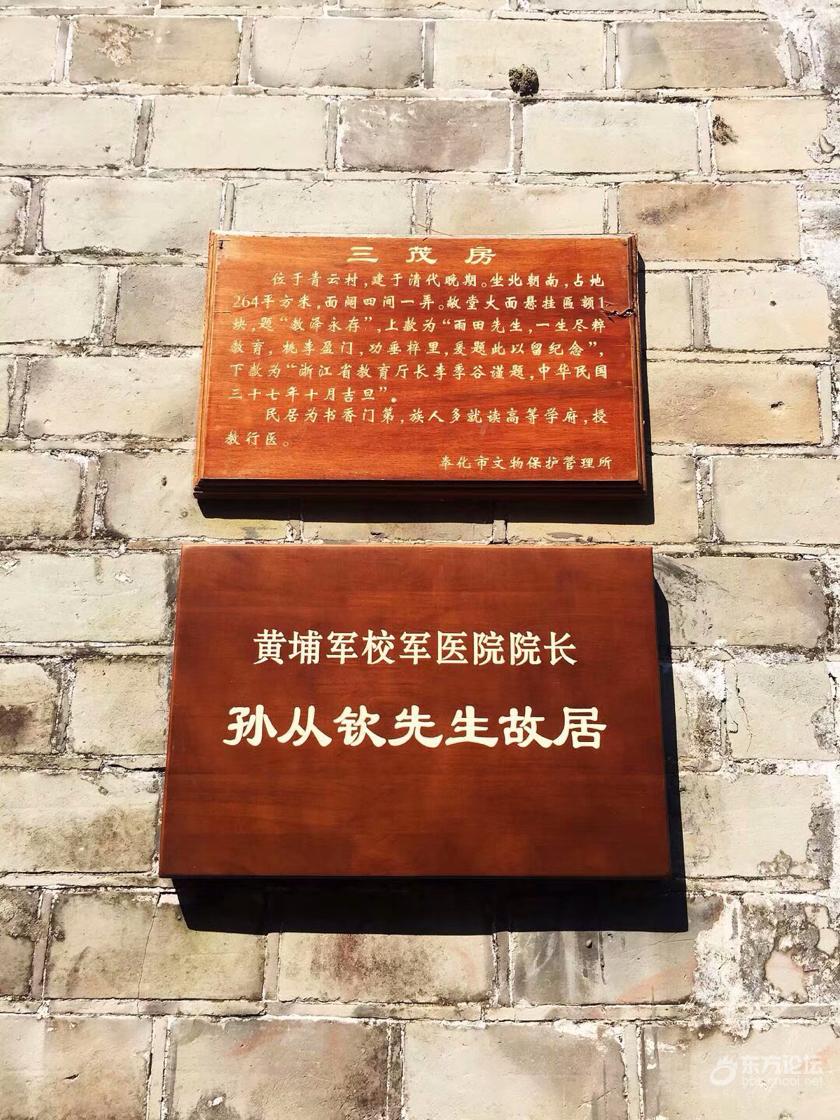 三茂房
位于青云村，建于清代晚期。坐北朝南，占地
264平方米，面阔四间一弄。敞堂大面悬挂匾额1
块，题“教泽永存”，上款为“雨田先生，一生尽粹
教育，桃李盈门，功垂梓里，爰题此以留纪念”，
下款为“浙江省教育厅长李季谷谨题，中华民国
三十七年十月吉旦”。
民居为书香门第，族人多就读高等学府，授
教行医。
奉化市文物保护管理所
黄埔军校军医院院长
孙从钦先生故居
东方论坛
bbs.cnool.net